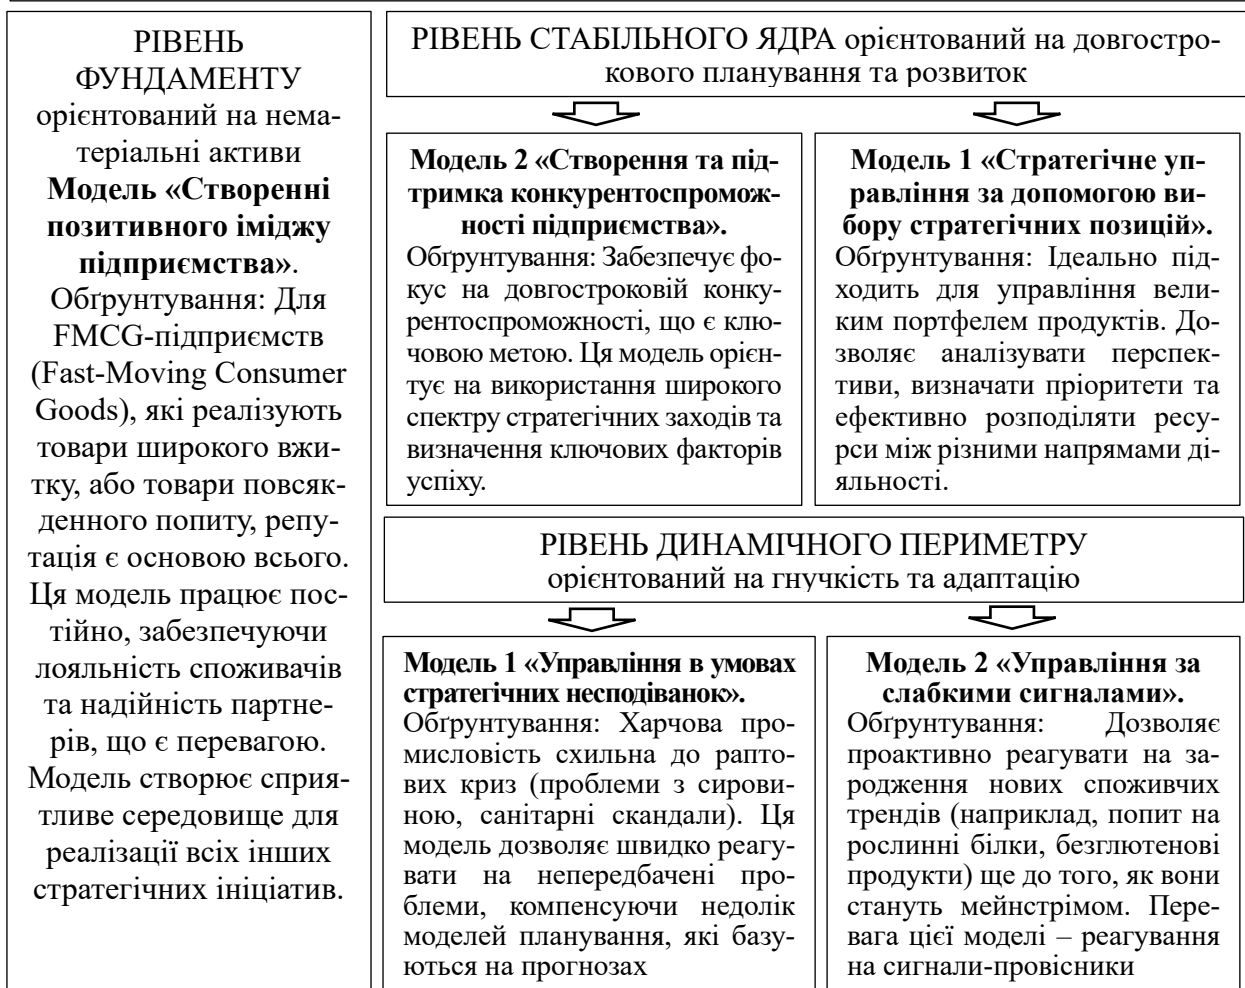 РІВЕНЬ
ФУНДАМЕНТУ
орієнтований на нема-
теріальні активи
Модель «Створенні
позитивного іміджу
підприємства».
Обґрунтування: Для
FMCG-підприємств
(Fast-Moving Consumer
Goods), які реалізують
товари широкого вжи-
тку, або товари повсяк-
денного попиту, репу-
тація є основою всього.
Ця модель працює пос-
тійно, забезпечуючи
лояльність споживачів
та надійність партне-
рів, що є перевагою.
Модель створює сприя-
тливе середовище для
реалізації всіх інших
стратегічних ініціатив.
РІВЕНЬ СТАБІЛЬНОГО ЯДРА орієнтований на довгостро-
кового планування та розвиток
Модель 2 «Створення та під-
тримка конкурентоспромож-
ності підприємства».
Обґрунтування: Забезпечує фо-
кус на довгостроковій конку-
рентоспроможності, що є клю-
човою метою. Ця модель орієн-
тує на використання широкого
спектру стратегічних заходів та
визначення ключових факторів
успіху.
Модель 1 «Стратегічне уп-
равління за допомогою ви-
бору стратегічних позицій».
Обґрунтування: Ідеально під-
ходить для управління вели-
ким портфелем продуктів. До-
зволяє аналізувати перспек-
тиви, визначати пріоритети та
ефективно розподіляти ресу-
рси між різними напрямами ді-
яльності.
РІВЕНЬ ДИНАМІЧНОГО ПЕРИМЕТРУ
орієнтований на гнучкість та адаптацію
Модель 1 «Управління в умовах
стратегічних несподіванок».
Обґрунтування: Харчова про-
мисловість схильна до рапто-
вих криз (проблеми з сирови-
ною, санітарні скандали). Ця
модель дозволяє швидко реагу-
вати на непередбачені про-
блеми, компенсуючи недолік
моделей планування, які базу-
ються на прогнозах
Модель 2 «Управління за
слабкими сигналами».
Обґрунтування: Дозволяє
проактивно реагувати на за-
родження нових споживчих
трендів (наприклад, попит на
рослинні білки, безглютенові
продукти) ще до того, як вони
стануть мейнстрімом. Пере-
вага цієї моделі – реагування
на сигнали-провісники